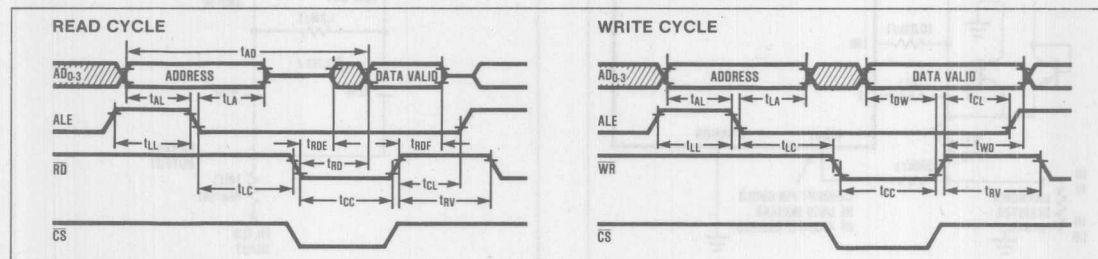 READ CYCLE
tAD
AD0-3 ADDRESS DATA VALID
tAL tLA
ALE
tLL tRDE tRDF
RD
tRD
tLC tCL
tCC tRV
CS
WRITE CYCLE
AD0-3 ADDRESS DATA VALID
tAL tLA tDW tCL
ALE
tLL tLC tWD
WR
tCC tRV
CS